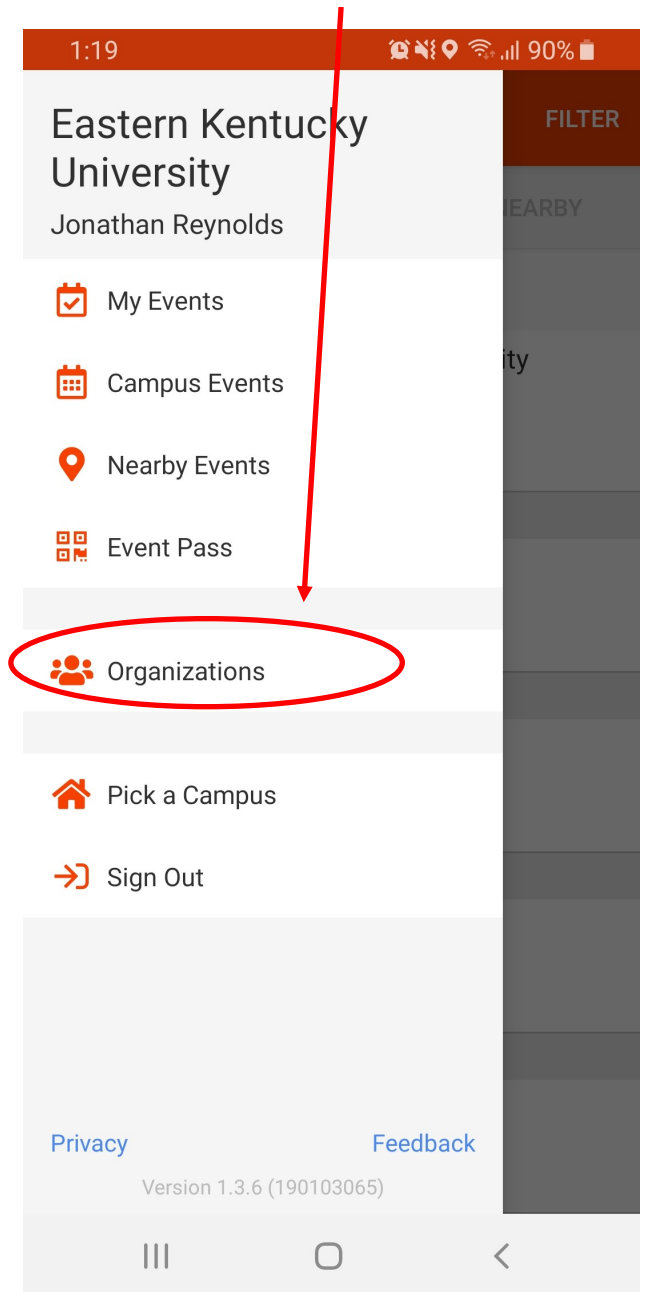 1:19 90%
Eastern Kentucky
University
Jonathan Reynolds
FILTER
NEARBY
My Events
ity
Campus Events
Nearby Events
Event Pass
Organizations
Pick a Campus
Sign Out
Privacy Feedback
Version 1.3.6 (190103065)